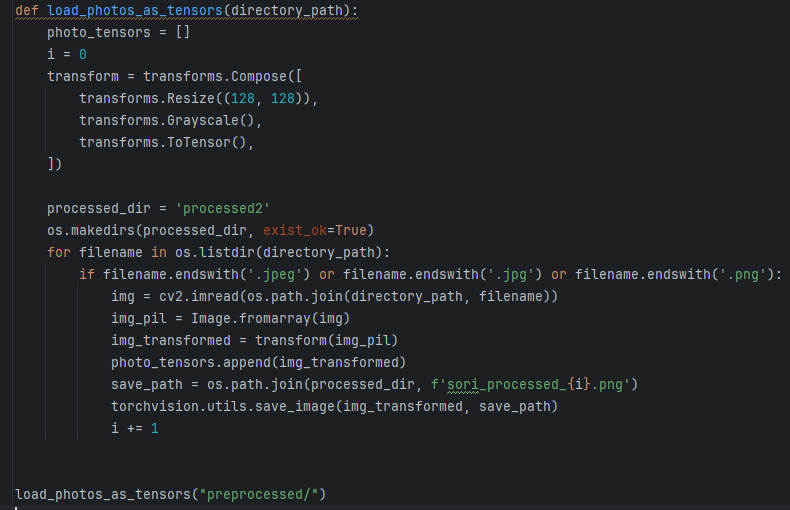 def load_photos_as_tensors(directory_path):
    photo_tensors = []
    i = 0
    transform = transforms.Compose([
        transforms.Resize((128, 128)),
        transforms.Grayscale(),
        transforms.ToTensor(),
    ])

    processed_dir = 'processed2'
    os.makedirs(processed_dir, exist_ok=True)
    for filename in os.listdir(directory_path):
        if filename.endswith('.jpeg') or filename.endswith('.jpg') or filename.endswith('.png'):
            img = cv2.imread(os.path.join(directory_path, filename))
            img_pil = Image.fromarray(img)
            img_transformed = transform(img_pil)
            photo_tensors.append(img_transformed)
            save_path = os.path.join(processed_dir, f'sori_processed_{i}.png')
            torchvision.utils.save_image(img_transformed, save_path)
            i += 1


load_photos_as_tensors("preprocessed/")